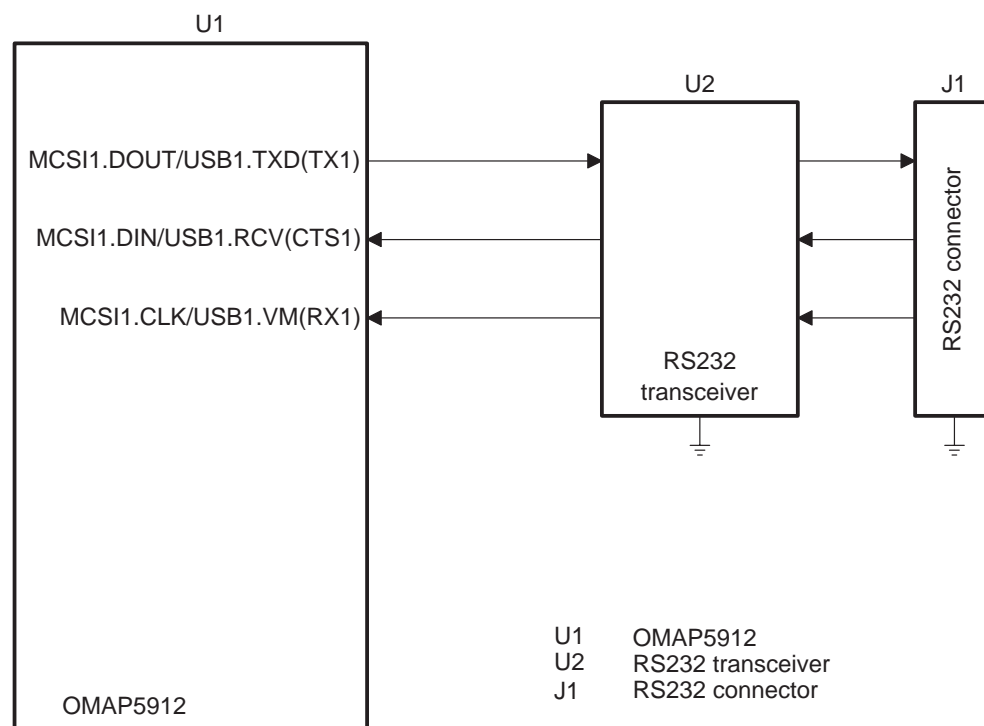 U1
U2
J1
MCSI1.DOUT/USB1.TXD(TX1)
MCSI1.DIN/USB1.RCV(CTS1)
MCSI1.CLK/USB1.VM(RX1)
RS232
transceiver
RS232 connector
U1 OMAP5912
U2 RS232 transceiver
J1 RS232 connector
OMAP5912